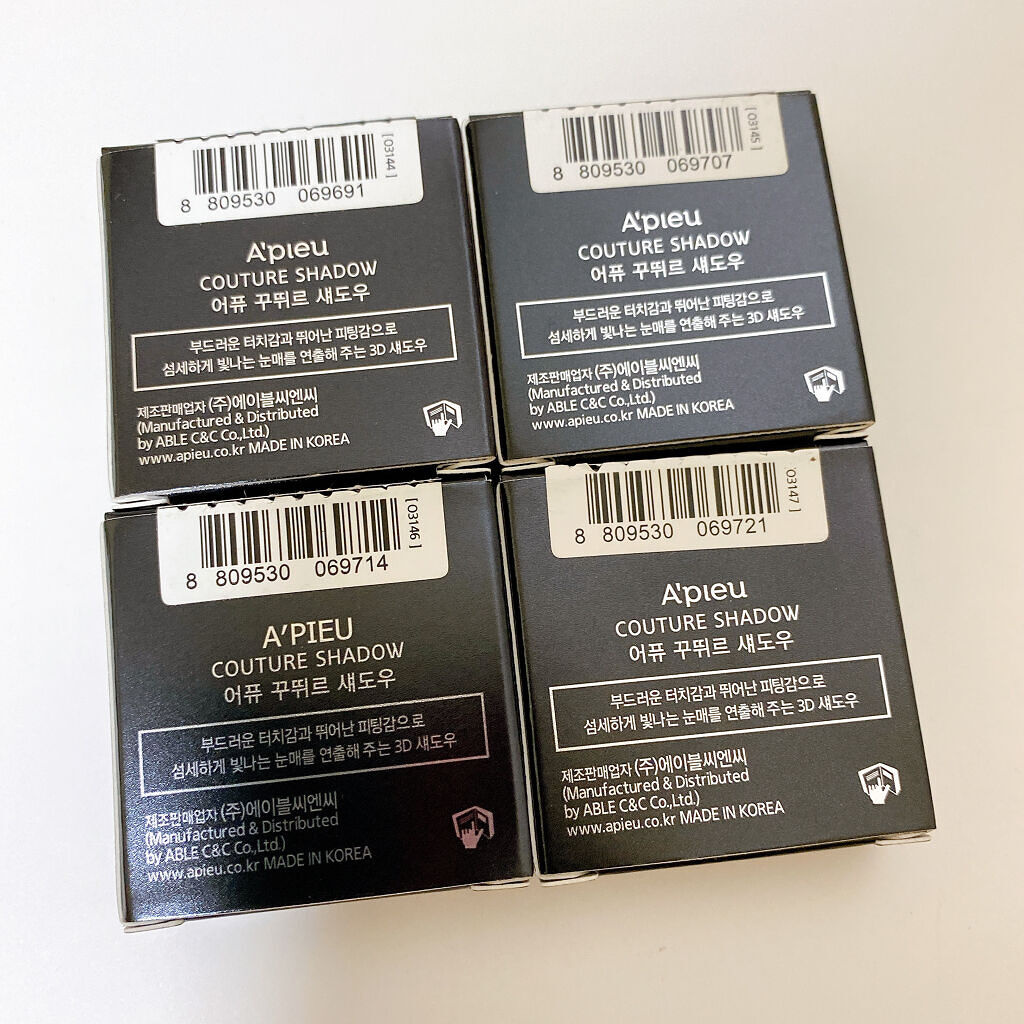 [ 03144 ]
8 809530 069691
A'pieu
COUTURE SHADOW
어퓨 꾸뛰르 섀도우
부드러운 터치감과 뛰어난 피팅감으로
섬세하게 빛나는 눈매를 연출해 주는 3D 섀도우
제조판매업자 (주)에이블씨엔씨
(Manufactured & Distributed
by ABLE C&C Co.,Ltd.)
www.apieu.co.kr MADE IN KOREA
[ 03145 ]
8 809530 069707
A'pieu
COUTURE SHADOW
어퓨 꾸뛰르 섀도우
부드러운 터치감과 뛰어난 피팅감으로
섬세하게 빛나는 눈매를 연출해 주는 3D 섀도우
제조판매업자 (주)에이블씨엔씨
(Manufactured & Distributed
by ABLE C&C Co.,Ltd.)
www.apieu.co.kr MADE IN KOREA
[ 03146 ]
8 809530 069714
A'PIEU
COUTURE SHADOW
어퓨 꾸뛰르 섀도우
부드러운 터치감과 뛰어난 피팅감으로
섬세하게 빛나는 눈매를 연출해 주는 3D 섀도우
제조판매업자 (주)에이블씨엔씨
(Manufactured & Distributed
by ABLE C&C Co.,Ltd.)
www.apieu.co.kr MADE IN KOREA
03147 ]
8 809530 069721
A'pieu
COUTURE SHADOW
어퓨 꾸뛰르 섀도우
부드러운 터치감과 뛰어난 피팅감으로
섬세하게 빛나는 눈매를 연출해 주는 3D 섀도우
제조판매업자 (주)에이블씨엔씨
(Manufactured & Distributed
by ABLE C&C Co.,Ltd.)
www.apieu.co.kr MADE IN KOREA